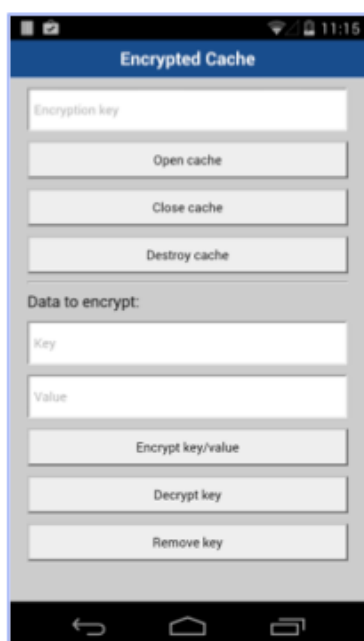 11:15
Encrypted Cache
Encryption key
Open cache
Close cache
Destroy cache
Data to encrypt:
Key
Value
Encrypt key/value
Decrypt key
Remove key